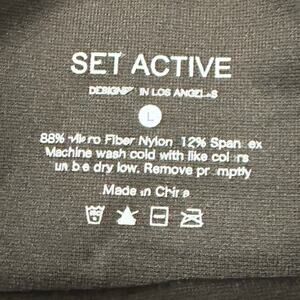 SET ACTIVE
DESIGNED IN LOS ANGELES
L
88% Micro Fiber Nylon 12% Spandex
Machine wash cold with like colors
tumble dry low. Remove promptly
Made in China